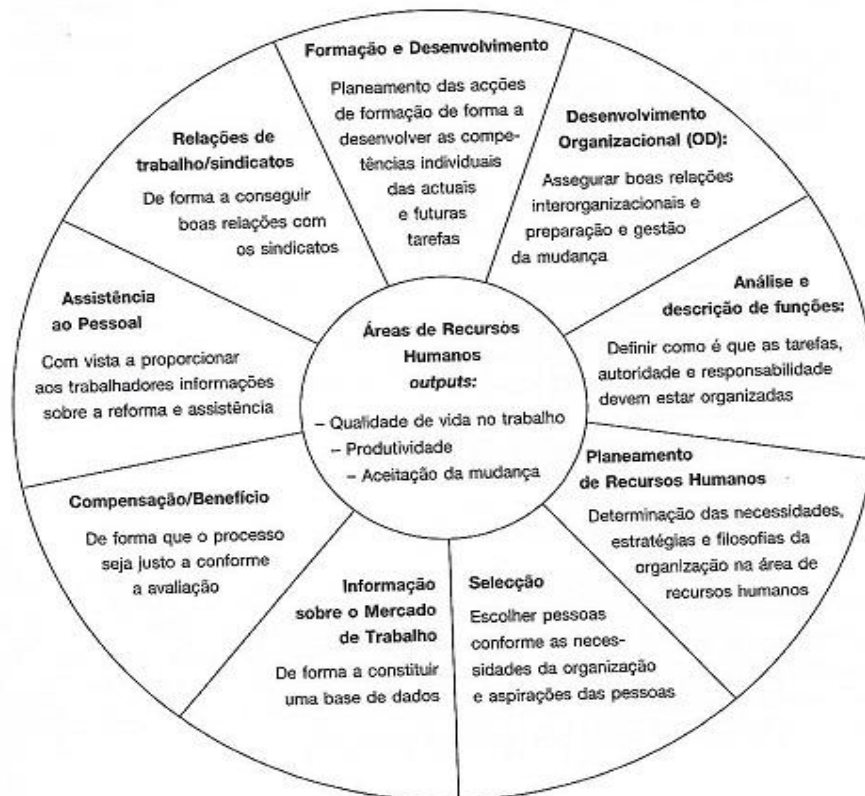 Formação e Desenvolvimento
Planeamento das acções
de formação de forma a
desenvolver as compe-
tências individuais
das actuais
e futuras
tarefas
Desenvolvimento
Organizacional (OD):
Assegurar boas relações
interorganizacionais e
preparação e gestão
da mudança
Análise e
descrição de funções:
Definir como é que as tarefas,
autoridade e responsabilidade
devem estar organizadas
Planeamento
de Recursos Humanos
Determinação das necessidades,
estratégias e filosofias da
organização na área de
recursos humanos
Selecção
Escolher pessoas
conforme as neces-
sidades da organização
e aspirações das pessoas
Informação
sobre o Mercado
de Trabalho
De forma a constituir
uma base de dados
Compensação/Benefício
De forma que o processo
seja justo a conforme
a avaliação
Assistência
ao Pessoal
Com vista a proporcionar
aos trabalhadores informações
sobre a reforma e assistência
Relações de
trabalho/sindicatos
De forma a conseguir
boas relações com
os sindicatos
Áreas de Recursos
Humanos
outputs:
– Qualidade de vida no trabalho
– Produtividade
– Aceitação da mudança